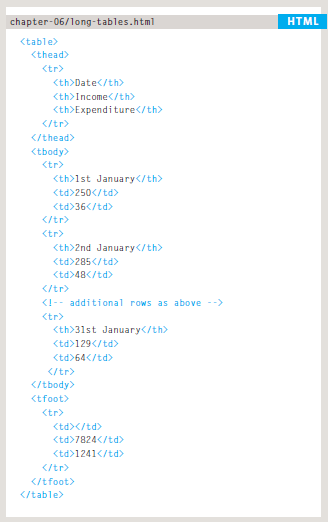 chapter-06/long-tables.html HTML
<table>
<thead>
<tr>
<th>Date</th>
<th>Income</th>
<th>Expenditure</th>
</tr>
</thead>
<tbody>
<tr>
<th>1st January</th>
<td>250</td>
<td>36</td>
</tr>
<tr>
<th>2nd January</th>
<td>285</td>
<td>48</td>
</tr>
<!-- additional rows as above -->
<tr>
<th>31st January</th>
<td>129</td>
<td>64</td>
</tr>
</tbody>
<tfoot>
<tr>
<td></td>
<td>7824</td>
<td>1241</td>
</tr>
</tfoot>
</table>